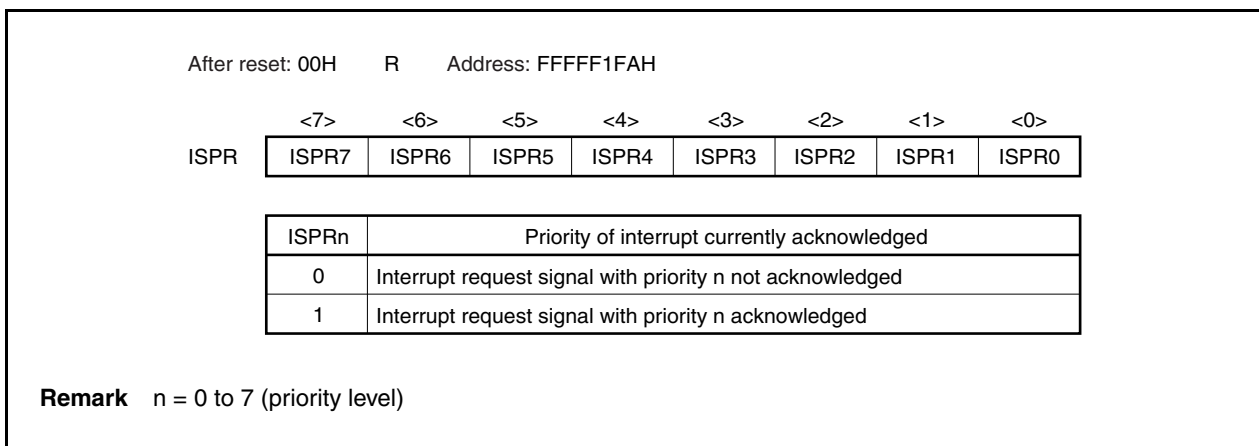 After reset: 00H R Address: FFFFF1FAH
<7> <6> <5> <4> <3> <2> <1> <0>
ISPR ISPR7 ISPR6 ISPR5 ISPR4 ISPR3 ISPR2 ISPR1 ISPR0
ISPRn Priority of interrupt currently acknowledged
0 Interrupt request signal with priority n not acknowledged
1 Interrupt request signal with priority n acknowledged
Remark n = 0 to 7 (priority level)